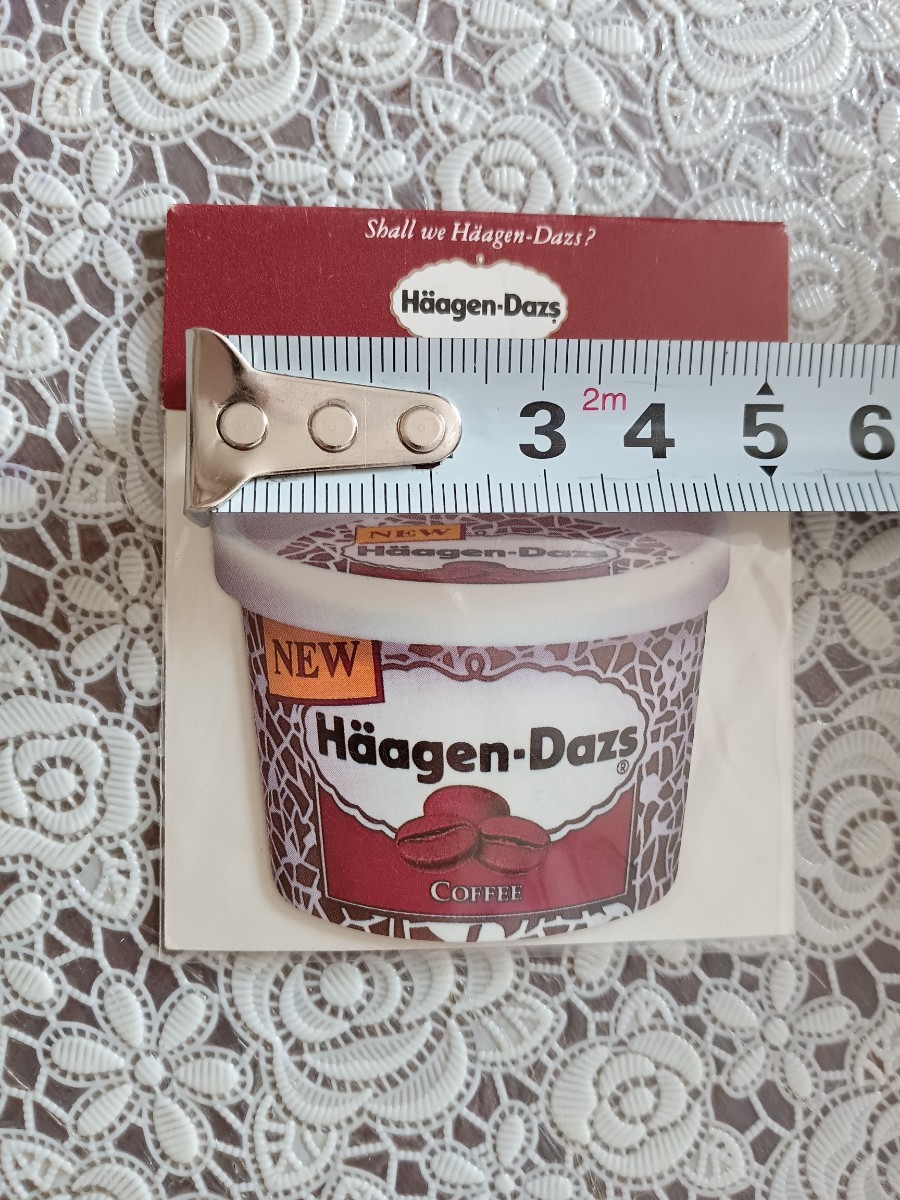 Shall we Häagen-Dazs?
Häagen-Dazs
2m
3 4 5 6
NEW
Häagen-Dazs
NEW
Häagen-Dazs®
COFFEE